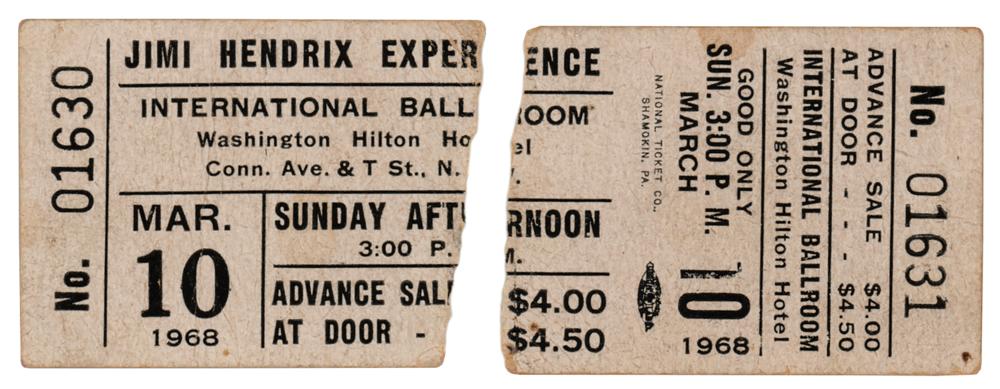 No. 01630
JIMI HENDRIX EXPER
INTERNATIONAL BALL
Washington Hilton Ho
Conn. Ave. & T St., N.
MAR.
10
1968
SUNDAY AFT
3:00 P.
ADVANCE SAL
AT DOOR -
ENCE
ROOM
el
.
RNOON
M.
$4.00
$4.50
NATIONAL TICKET CO.,
SHAMOKIN, PA.
GOOD ONLY
SUN. 3:00 P. M.
MARCH
10
1968
INTERNATIONAL BALLROOM
Washington Hilton Hotel
ADVANCE SALE $4.00
AT DOOR - - - $4.50
No. 01631